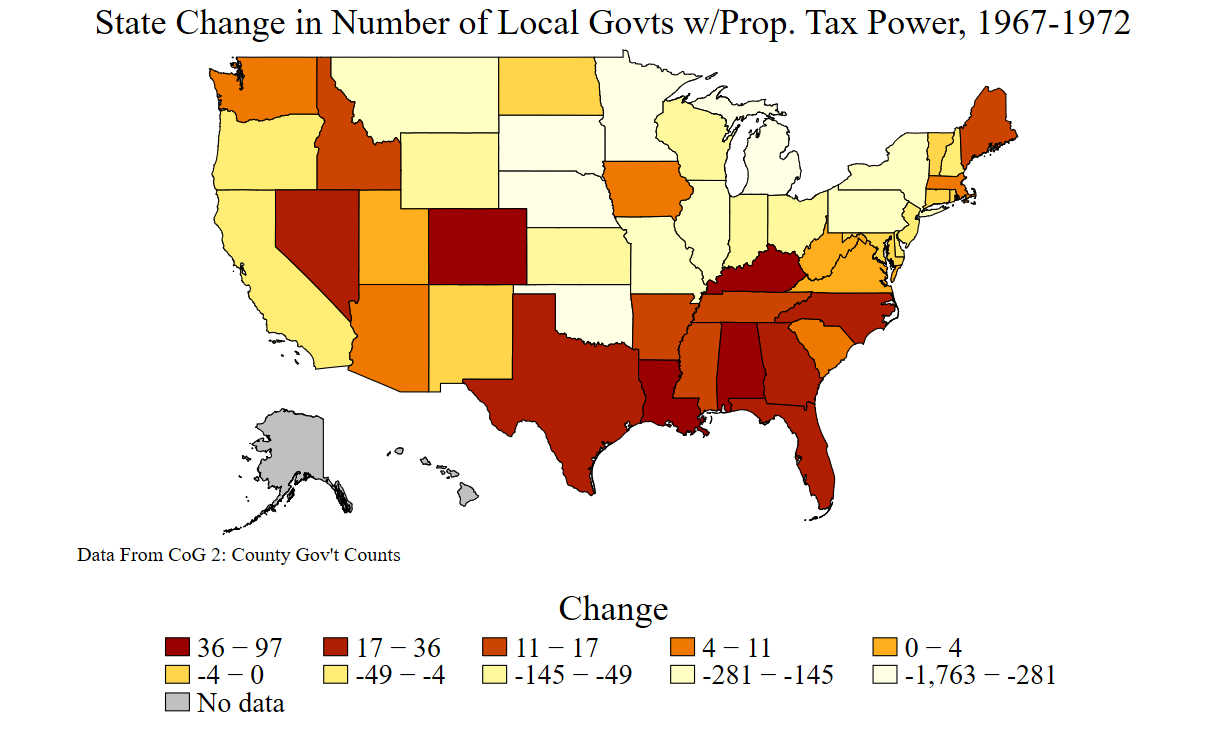 State Change in Number of Local Govts w/Prop. Tax Power, 1967-1972
Data From CoG 2: County Gov't Counts
Change
36 − 97 17 − 36 11 − 17 4 − 11 0 − 4
-4 − 0 -49 − -4 -145 − -49 -281 − -145 -1,763 − -281
No data